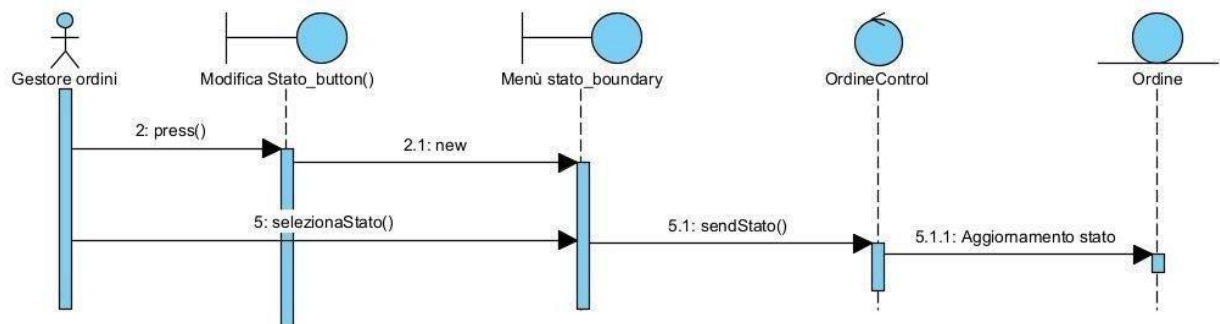 Gestore ordini
Modifica Stato_button()
Menù stato_boundary
OrdineControl
Ordine
2: press()
2.1: new
5: selezionaStato()
5.1: sendStato()
5.1.1: Aggiornamento stato